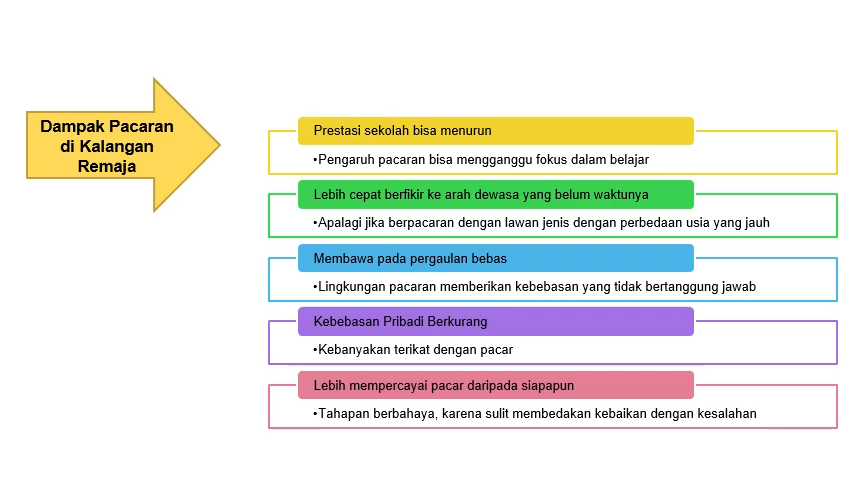 Dampak Pacaran
di Kalangan
Remaja
Prestasi sekolah bisa menurun
•Pengaruh pacaran bisa mengganggu fokus dalam belajar
Lebih cepat berfikir ke arah dewasa yang belum waktunya
•Apalagi jika berpacaran dengan lawan jenis dengan perbedaan usia yang jauh
Membawa pada pergaulan bebas
•Lingkungan pacaran memberikan kebebasan yang tidak bertanggung jawab
Kebebasan Pribadi Berkurang
•Kebanyakan terikat dengan pacar
Lebih mempercayai pacar daripada siapapun
•Tahapan berbahaya, karena sulit membedakan kebaikan dengan kesalahan